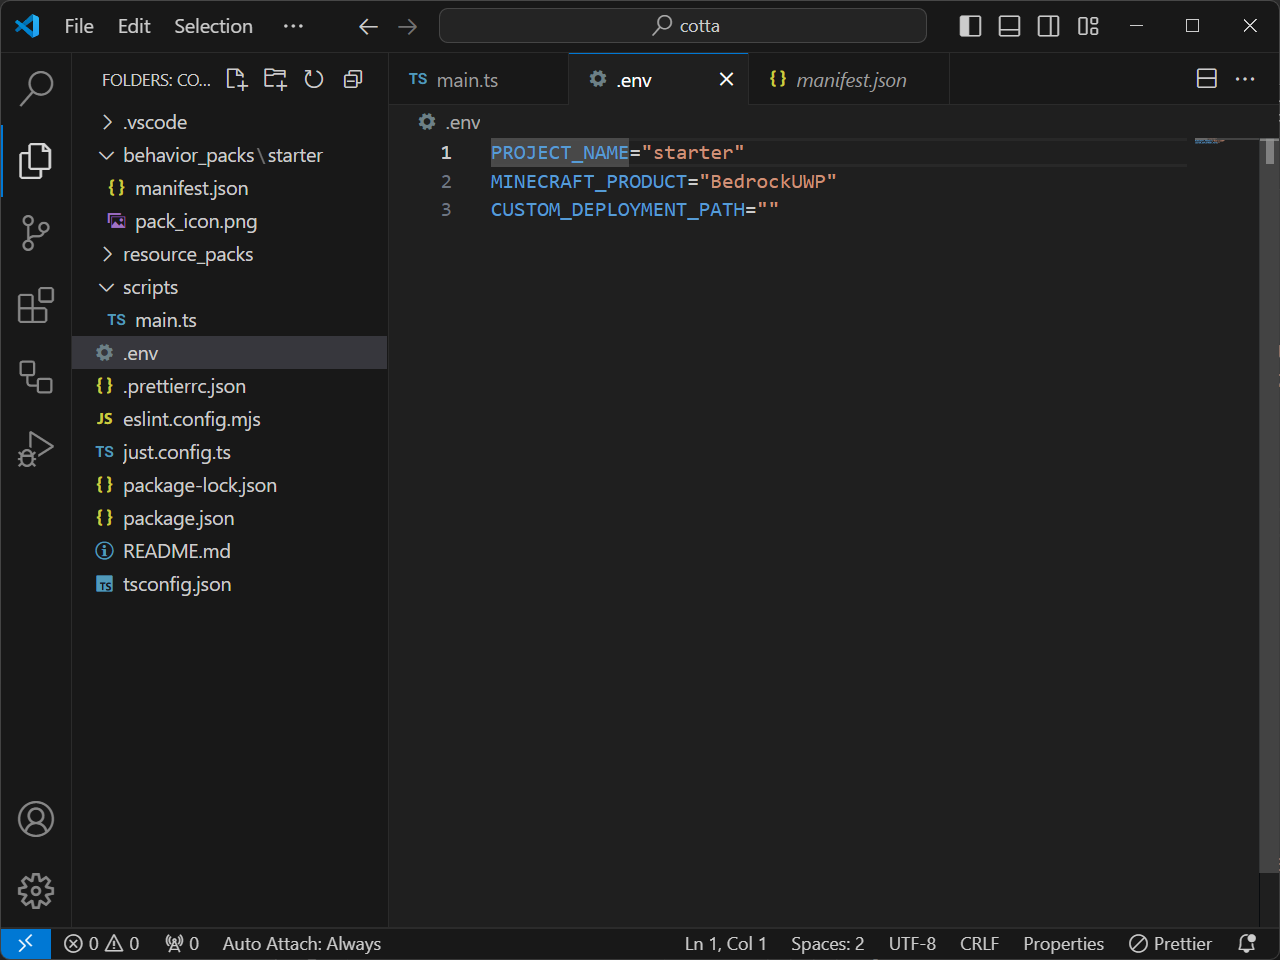 File Edit Selection ··· cotta
FOLDERS: CO...
.vscode
behavior_packs\starter
{} manifest.json
pack_icon.png
resource_packs
scripts
TS main.ts
.env
{} .prettierrc.json
JS eslint.config.mjs
TS just.config.ts
{} package-lock.json
{} package.json
README.md
TS tsconfig.json
TS main.ts .env {} manifest.json
.env
1 PROJECT_NAME="starter"
2 MINECRAFT_PRODUCT="BedrockUWP"
3 CUSTOM_DEPLOYMENT_PATH=""
0 0 0 Auto Attach: Always Ln 1, Col 1 Spaces: 2 UTF-8 CRLF Properties Prettier